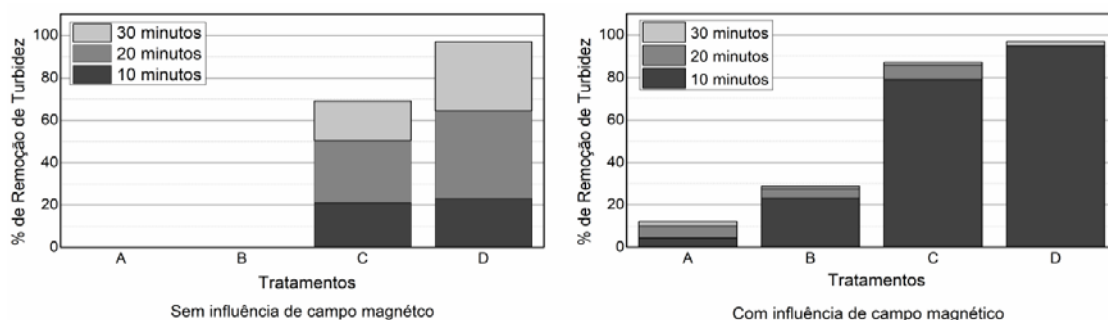 % de Remoção de Turbidez
100
80
60
40
20
0
30 minutos
20 minutos
10 minutos
A B C D
Tratamentos
Sem influência de campo magnétco
% de Remoção de Turbidez
100
80
60
40
20
0
30 minutos
20 minutos
10 minutos
A B C D
Tratamentos
Com influência de campo magnético